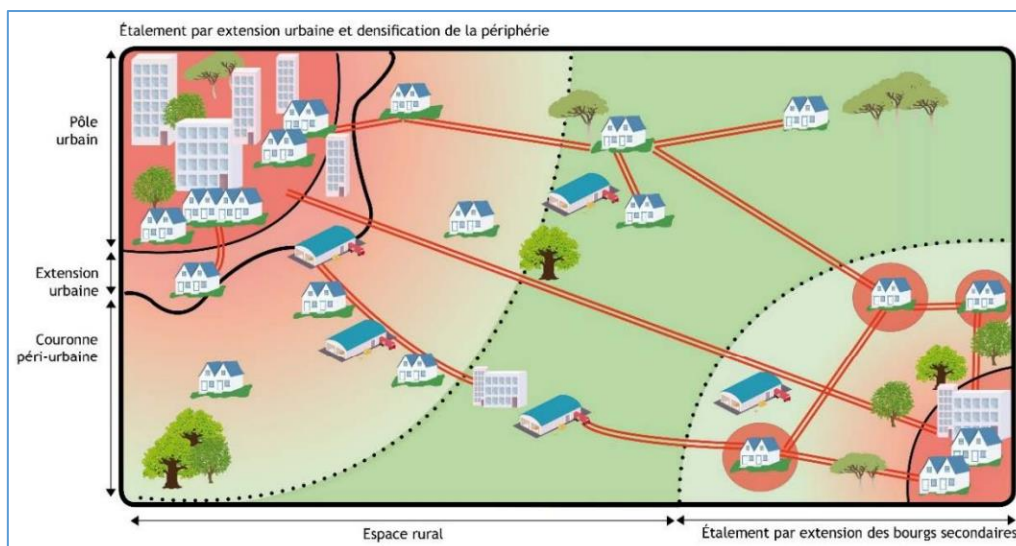 Étalement par extension urbaine et densification de la périphérie
Pôle
urbain
Extension
urbaine
Couronne
péri-urbaine
Espace rural
Étalement par extension des bourgs secondaires